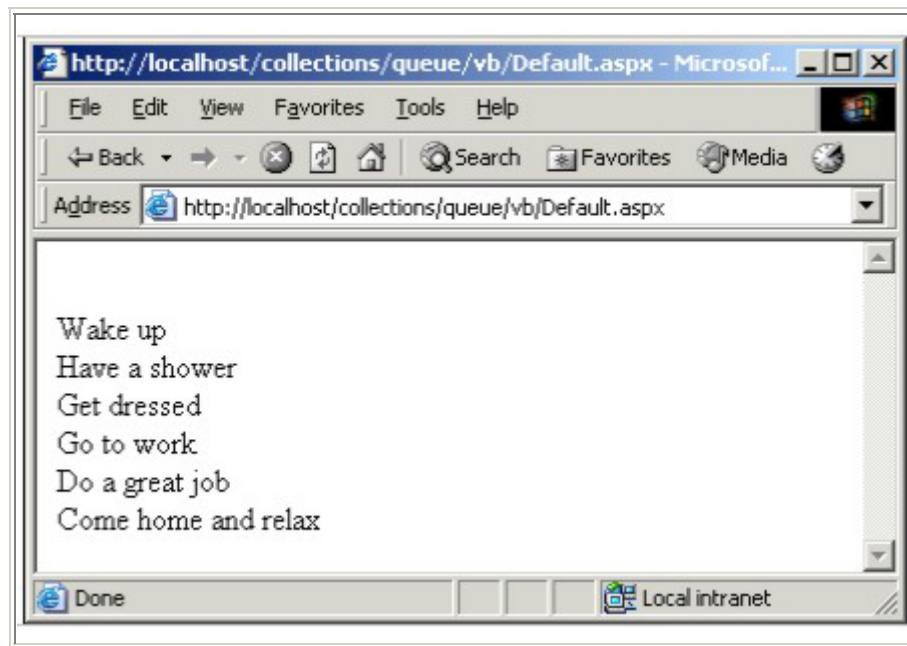 http://localhost/collections/queue/vb/Default.aspx - Microsof...
File Edit View Favorites Tools Help
Back Search Favorites Media
Address http://localhost/collections/queue/vb/Default.aspx
Wake up
Have a shower
Get dressed
Go to work
Do a great job
Come home and relax
Done Local intranet